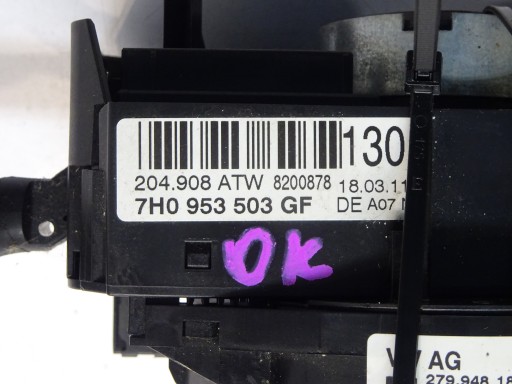 130
204.908 ATW 8200878 18.03.11
7H0 953 503 GF DE A07
OK
VW AG
279.948 18